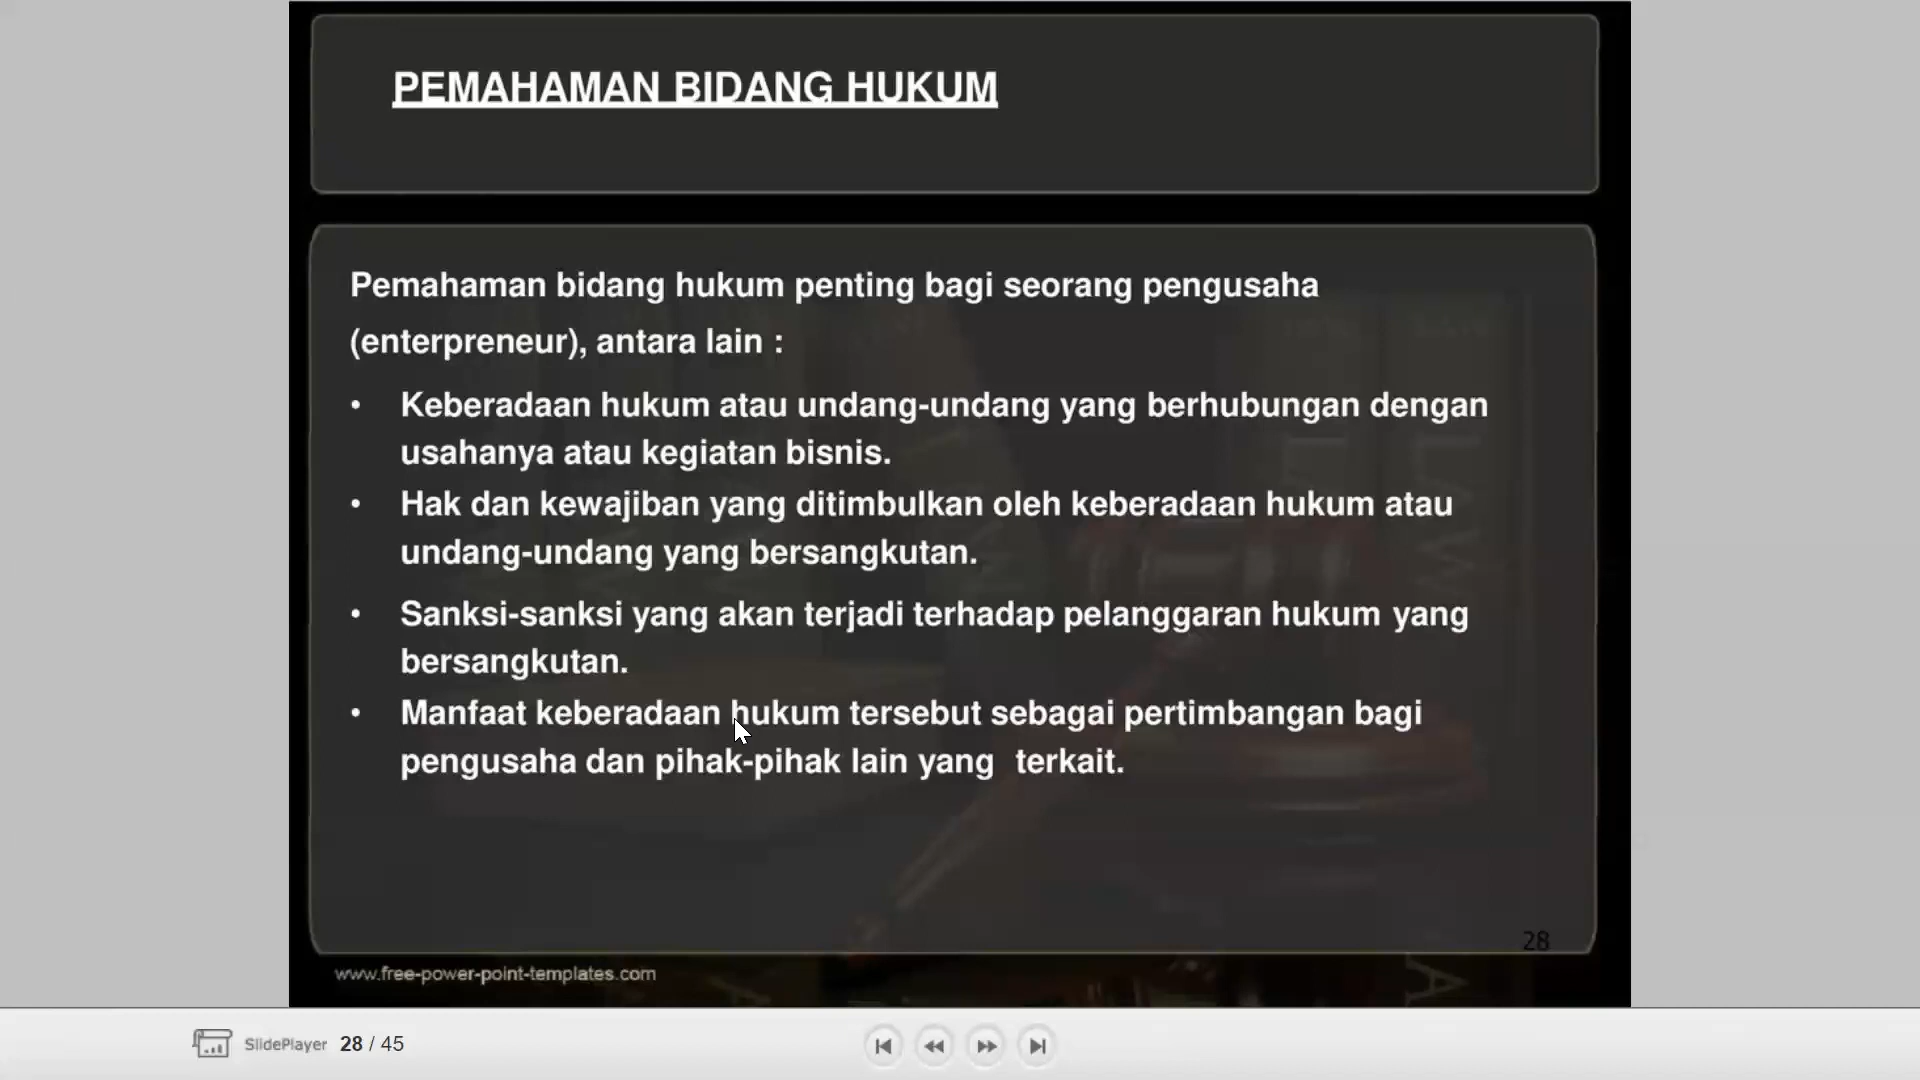 PEMAHAMAN BIDANG HUKUM
Pemahaman bidang hukum penting bagi seorang pengusaha
(enterpreneur), antara lain :
• Keberadaan hukum atau undang-undang yang berhubungan dengan
usahanya atau kegiatan bisnis.
• Hak dan kewajiban yang ditimbulkan oleh keberadaan hukum atau
undang-undang yang bersangkutan.
• Sanksi-sanksi yang akan terjadi terhadap pelanggaran hukum yang
bersangkutan.
• Manfaat keberadaan hukum tersebut sebagai pertimbangan bagi
pengusaha dan pihak-pihak lain yang terkait.
28
www.free-power-point-templates.com
SlidePlayer 28 / 45